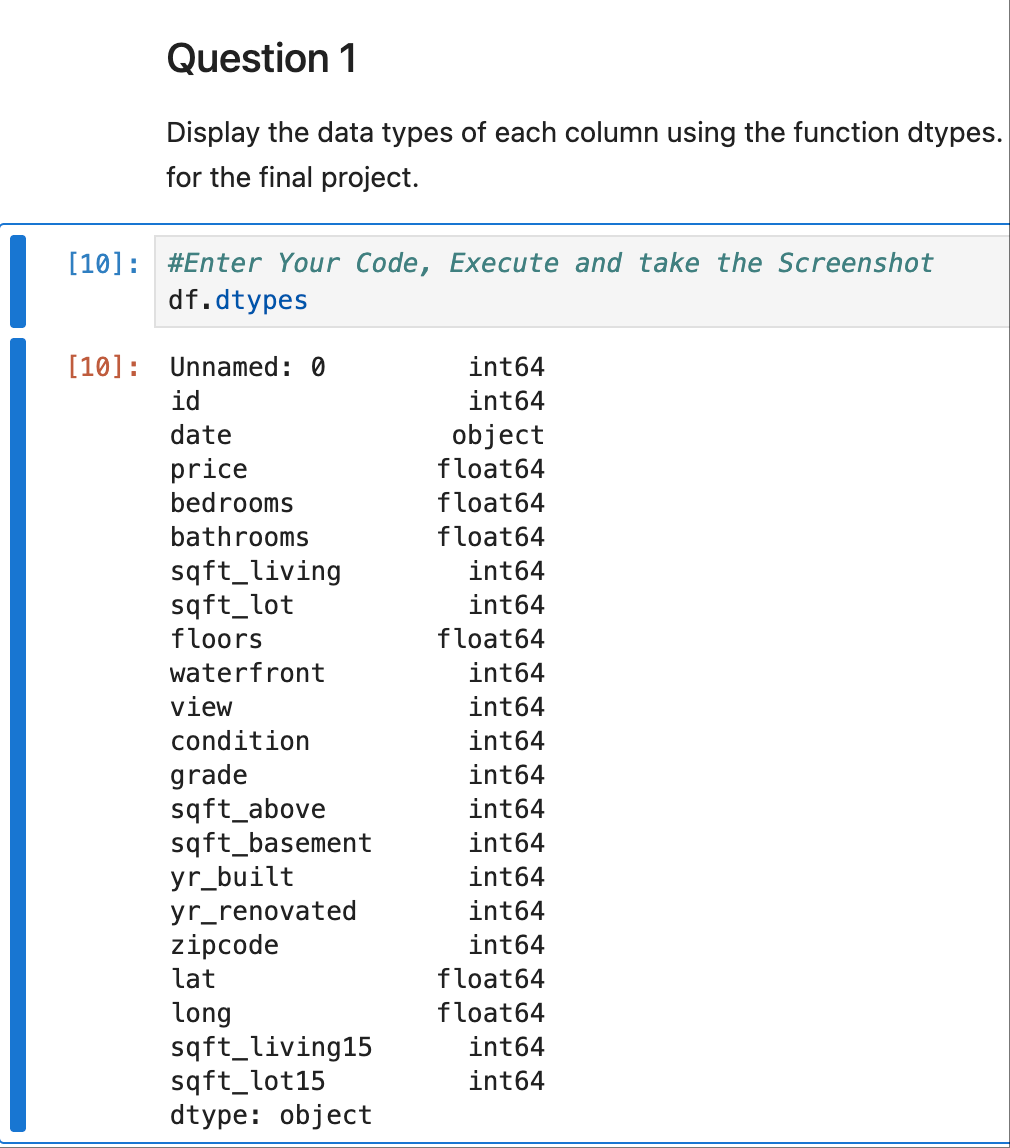 Question 1
Display the data types of each column using the function dtypes.
for the final project.
[10]: #Enter Your Code, Execute and take the Screenshot
df.dtypes
[10]: Unnamed: 0 int64
id int64
date object
price float64
bedrooms float64
bathrooms float64
sqft_living int64
sqft_lot int64
floors float64
waterfront int64
view int64
condition int64
grade int64
sqft_above int64
sqft_basement int64
yr_built int64
yr_renovated int64
zipcode int64
lat float64
long float64
sqft_living15 int64
sqft_lot15 int64
dtype: object